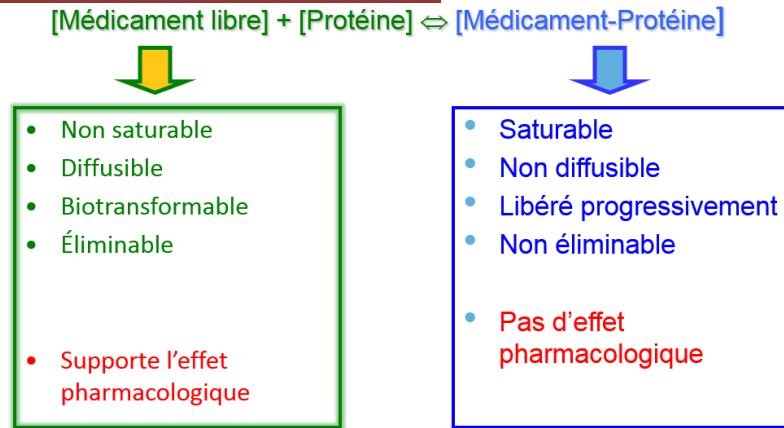 [Médicament libre] + [Protéine] ⇔ [Médicament-Protéine]
• Non saturable
• Diffusible
• Biotransformable
• Éliminable
• Supporte l’effet
pharmacologique
• Saturable
• Non diffusible
• Libéré progressivement
• Non éliminable
• Pas d’effet
pharmacologique